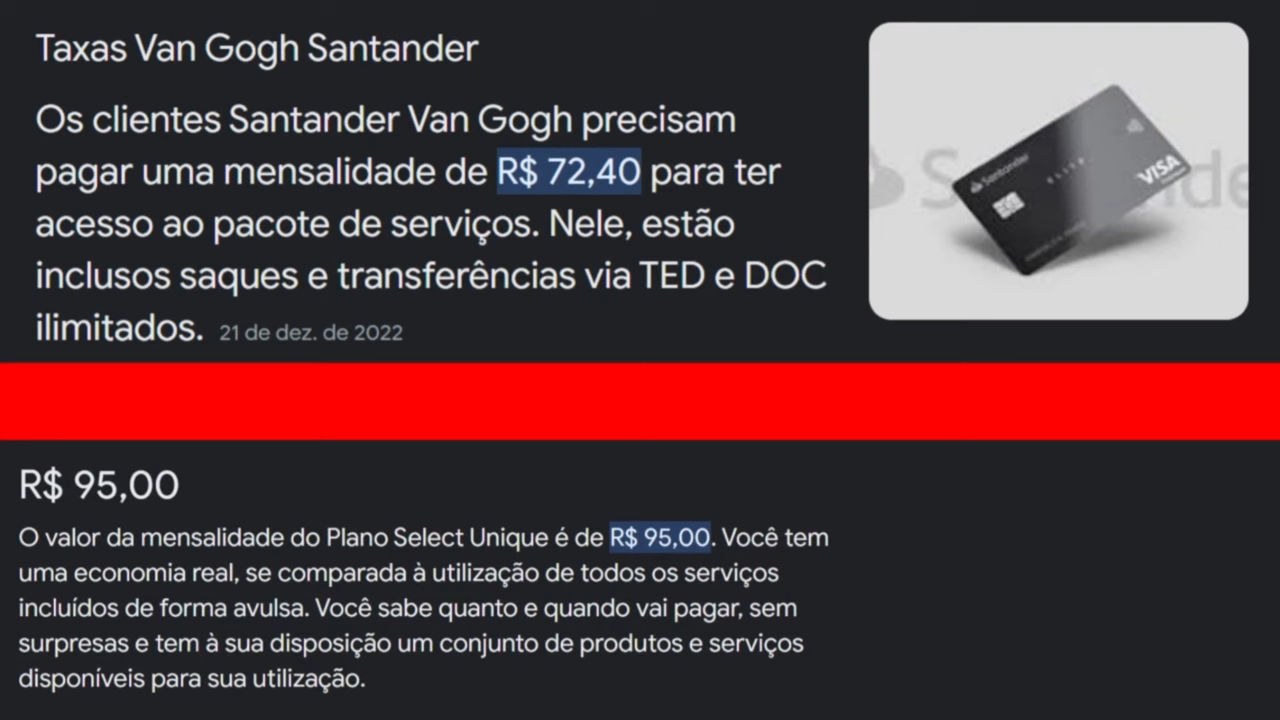 Taxas Van Gogh Santander
Os clientes Santander Van Gogh precisam
pagar uma mensalidade de R$ 72,40 para ter
acesso ao pacote de serviços. Nele, estão
inclusos saques e transferências via TED e DOC
ilimitados. 21 de dez. de 2022
Santander
VISA
R$ 95,00
O valor da mensalidade do Plano Select Unique é de R$ 95,00. Você tem
uma economia real, se comparada à utilização de todos os serviços
incluídos de forma avulsa. Você sabe quanto e quando vai pagar, sem
surpresas e tem à sua disposição um conjunto de produtos e serviços
disponíveis para sua utilização.